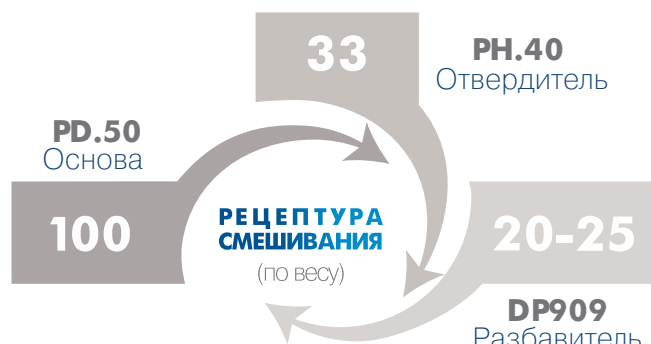 33
PH.40
Отвердитель
PD.50
Основа
100
РЕЦЕПТУРА
СМЕШИВАНИЯ
(по весу)
20-25
DP909
Разбавитель